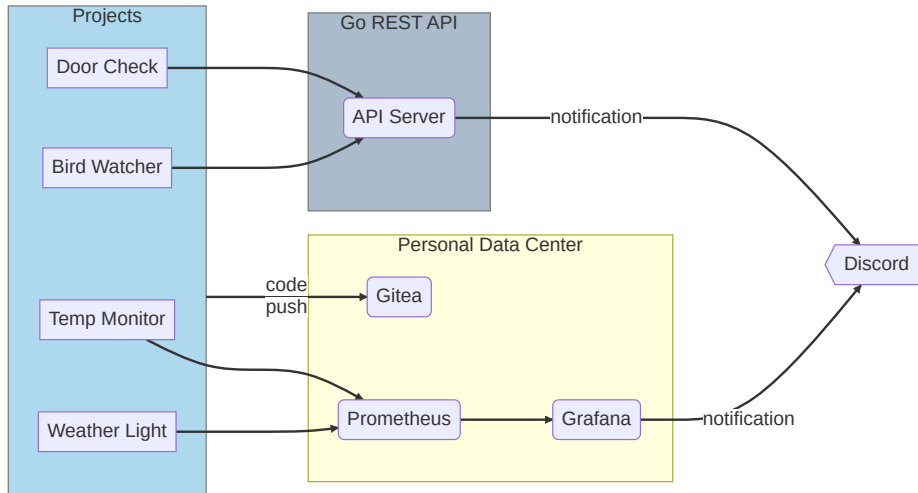 Projects
Go REST API
Door Check
API Server
notification
Bird Watcher
Personal Data Center
Discord
code
push
Gitea
Temp Monitor
Prometheus
Grafana
notification
Weather Light